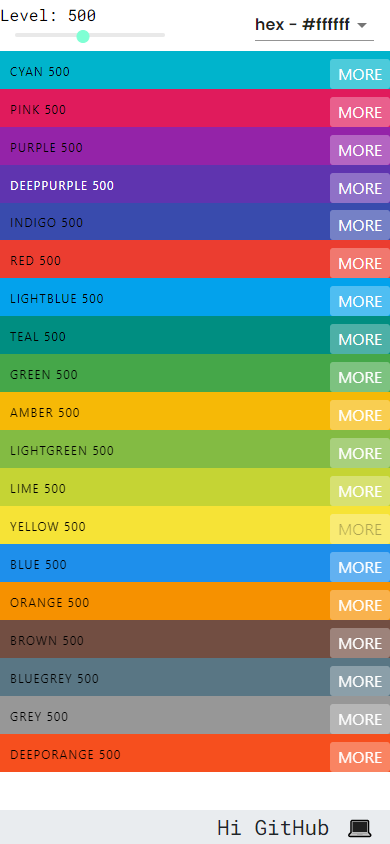 Level: 500
hex - #ffffff
CYAN 500 MORE
PINK 500 MORE
PURPLE 500 MORE
DEEPPURPLE 500 MORE
INDIGO 500 MORE
RED 500 MORE
LIGHTBLUE 500 MORE
TEAL 500 MORE
GREEN 500 MORE
AMBER 500 MORE
LIGHTGREEN 500 MORE
LIME 500 MORE
YELLOW 500 MORE
BLUE 500 MORE
ORANGE 500 MORE
BROWN 500 MORE
BLUEGREY 500 MORE
GREY 500 MORE
DEEPORANGE 500 MORE
Hi GitHub 💻